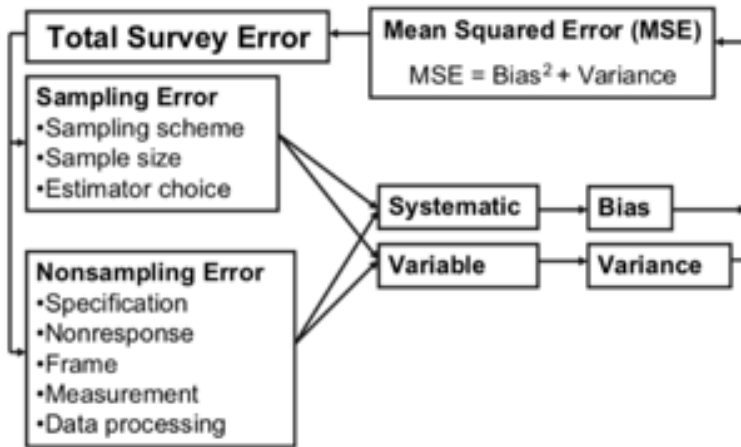 Total Survey Error
Mean Squared Error (MSE)
MSE = Bias² + Variance
Sampling Error
•Sampling scheme
•Sample size
•Estimator choice
Systematic
Bias
Variable
Variance
Nonsampling Error
•Specification
•Nonresponse
•Frame
•Measurement
•Data processing